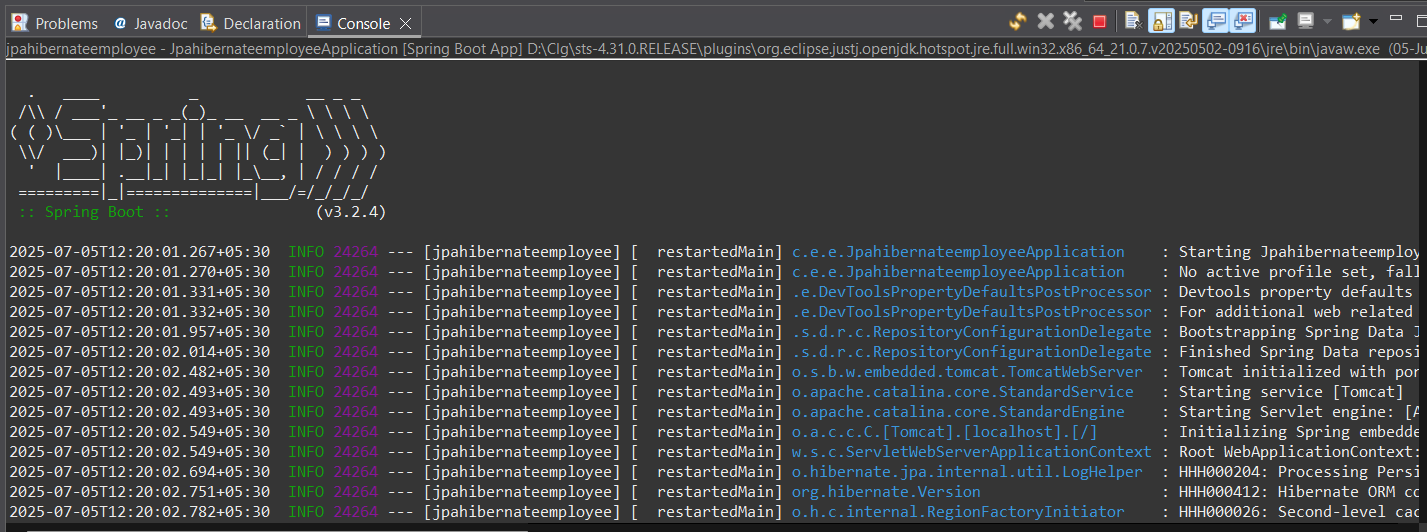 Problems @ Javadoc Declaration Console
jpahibernateemployee - JpahibernateemployeeApplication [Spring Boot App] D:\Clg\sts-4.31.0.RELEASE\plugins\org.eclipse.justj.openjdk.hotspot.jre.full.win32.x86_64_21.0.7.v20250502-0916\jre\bin\javaw.exe (05-Ju
  .   ____          _            __ _ _
 /\\ / ___'_ __ _ _(_)_ __  __ _ \ \ \ \
( ( )\___ | '_ | '_| | '_ \/ _` | \ \ \ \
 \\/  ___)| |_)| | | | | || (_| |  ) ) ) )
  '  |____| .__|_| |_|_| |_\__, | / / / /
 =========|_|==============|___/=/_/_/_/
 :: Spring Boot ::                (v3.2.4)
2025-07-05T12:20:01.267+05:30  INFO 24264 --- [jpahibernateemployee] [  restartedMain] c.e.e.JpahibernateemployeeApplication    : Starting Jpahibernateemploy
2025-07-05T12:20:01.270+05:30  INFO 24264 --- [jpahibernateemployee] [  restartedMain] c.e.e.JpahibernateemployeeApplication    : No active profile set, fall
2025-07-05T12:20:01.331+05:30  INFO 24264 --- [jpahibernateemployee] [  restartedMain] .e.DevToolsPropertyDefaultsPostProcessor : Devtools property defaults
2025-07-05T12:20:01.332+05:30  INFO 24264 --- [jpahibernateemployee] [  restartedMain] .e.DevToolsPropertyDefaultsPostProcessor : For additional web related
2025-07-05T12:20:01.957+05:30  INFO 24264 --- [jpahibernateemployee] [  restartedMain] .s.d.r.c.RepositoryConfigurationDelegate : Bootstrapping Spring Data J
2025-07-05T12:20:02.014+05:30  INFO 24264 --- [jpahibernateemployee] [  restartedMain] .s.d.r.c.RepositoryConfigurationDelegate : Finished Spring Data reposi
2025-07-05T12:20:02.482+05:30  INFO 24264 --- [jpahibernateemployee] [  restartedMain] o.s.b.w.embedded.tomcat.TomcatWebServer  : Tomcat initialized with por
2025-07-05T12:20:02.493+05:30  INFO 24264 --- [jpahibernateemployee] [  restartedMain] o.apache.catalina.core.StandardService   : Starting service [Tomcat]
2025-07-05T12:20:02.493+05:30  INFO 24264 --- [jpahibernateemployee] [  restartedMain] o.apache.catalina.core.StandardEngine    : Starting Servlet engine: [A
2025-07-05T12:20:02.549+05:30  INFO 24264 --- [jpahibernateemployee] [  restartedMain] o.a.c.c.C.[Tomcat].[localhost].[/]       : Initializing Spring embedde
2025-07-05T12:20:02.549+05:30  INFO 24264 --- [jpahibernateemployee] [  restartedMain] w.s.c.ServletWebServerApplicationContext : Root WebApplicationContext:
2025-07-05T12:20:02.694+05:30  INFO 24264 --- [jpahibernateemployee] [  restartedMain] o.hibernate.jpa.internal.util.LogHelper  : HHH000204: Processing Persi
2025-07-05T12:20:02.751+05:30  INFO 24264 --- [jpahibernateemployee] [  restartedMain] org.hibernate.Version                    : HHH000412: Hibernate ORM co
2025-07-05T12:20:02.782+05:30  INFO 24264 --- [jpahibernateemployee] [  restartedMain] o.h.c.internal.RegionFactoryInitiator    : HHH000026: Second-level cac